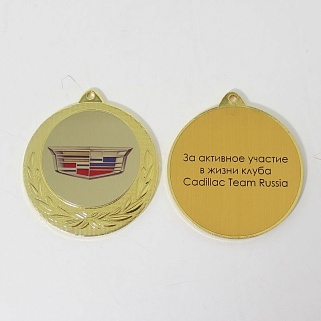 За активное участие
в жизни клуба
Cadillac Team Russia